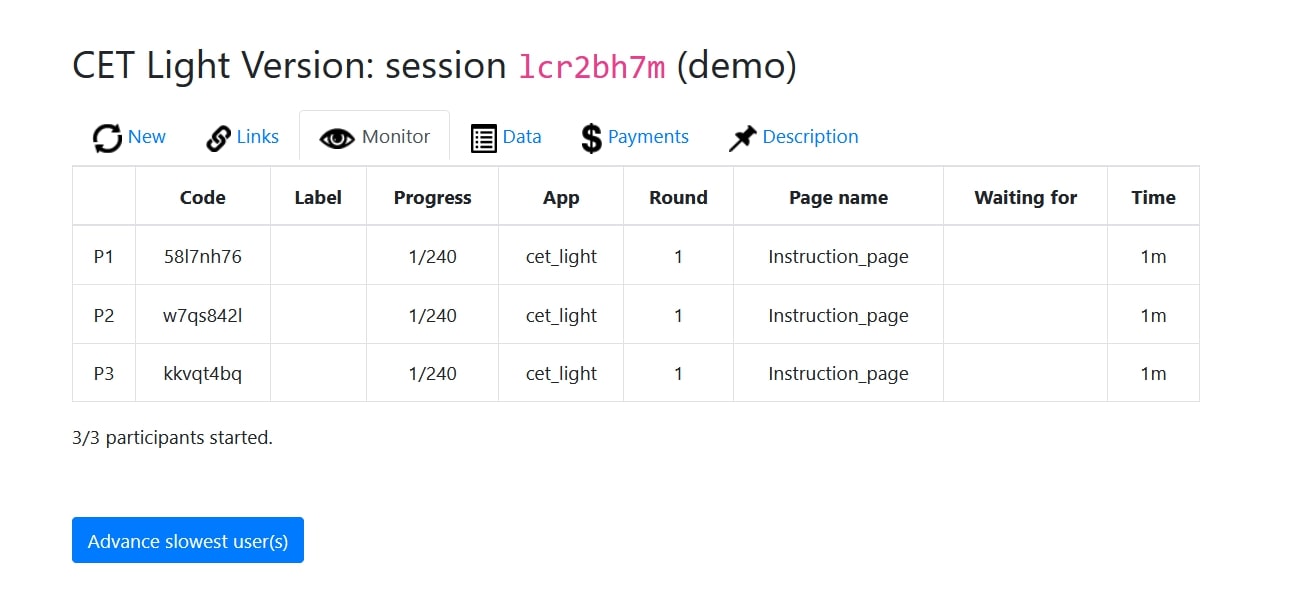 CET Light Version: session lcr2bh7m (demo)
New Links Monitor Data Payments Description
Code Label Progress App Round Page name Waiting for Time
P1 58l7nh76 1/240 cet_light 1 Instruction_page 1m
P2 w7qs842l 1/240 cet_light 1 Instruction_page 1m
P3 kkvqt4bq 1/240 cet_light 1 Instruction_page 1m
3/3 participants started.
Advance slowest user(s)